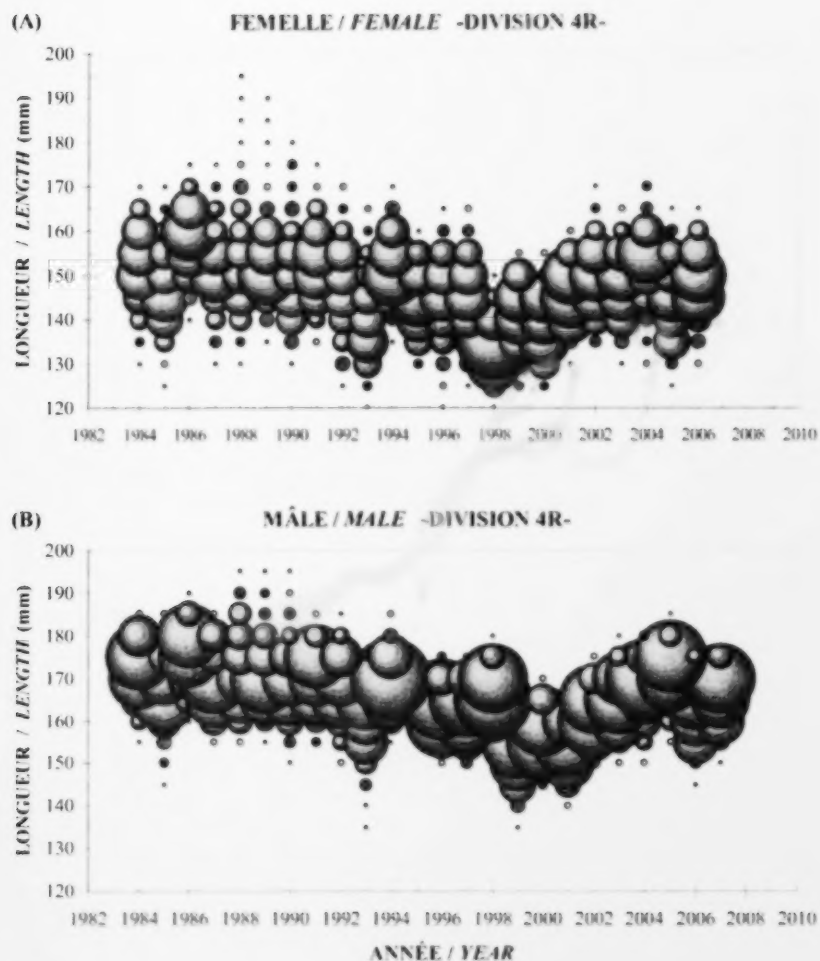 (A) FEMELLE / FEMALE -DIVISION 4R-
LONGUEUR / LENGTH (mm)
200
190
180
170
160
150
140
130
120
1982 1984 1986 1988 1990 1992 1994 1996 1998 2000 2002 2004 2006 2008 2010
(B) MÂLE / MALE -DIVISION 4R-
LONGUEUR / LENGTH (mm)
200
190
180
170
160
150
140
130
120
1982 1984 1986 1988 1990 1992 1994 1996 1998 2000 2002 2004 2006 2008 2010
ANNÉE / YEAR